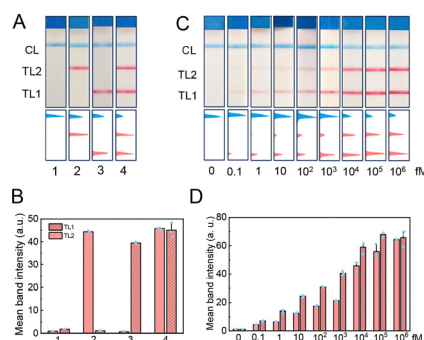 A
CL
TL2
TL1
1 2 3 4
B
Mean band intensity (a.u.)
50
40
30
20
10
0
TL1
TL2
1 2 3 4
C
CL
TL2
TL1
0 0.1 1 10 10² 10³ 10⁴ 10⁵ 10⁶ fM
D
Mean band intensity (a.u.)
80
60
40
20
0
0 0.1 1 10 10² 10³ 10⁴ 10⁵ 10⁶ fM